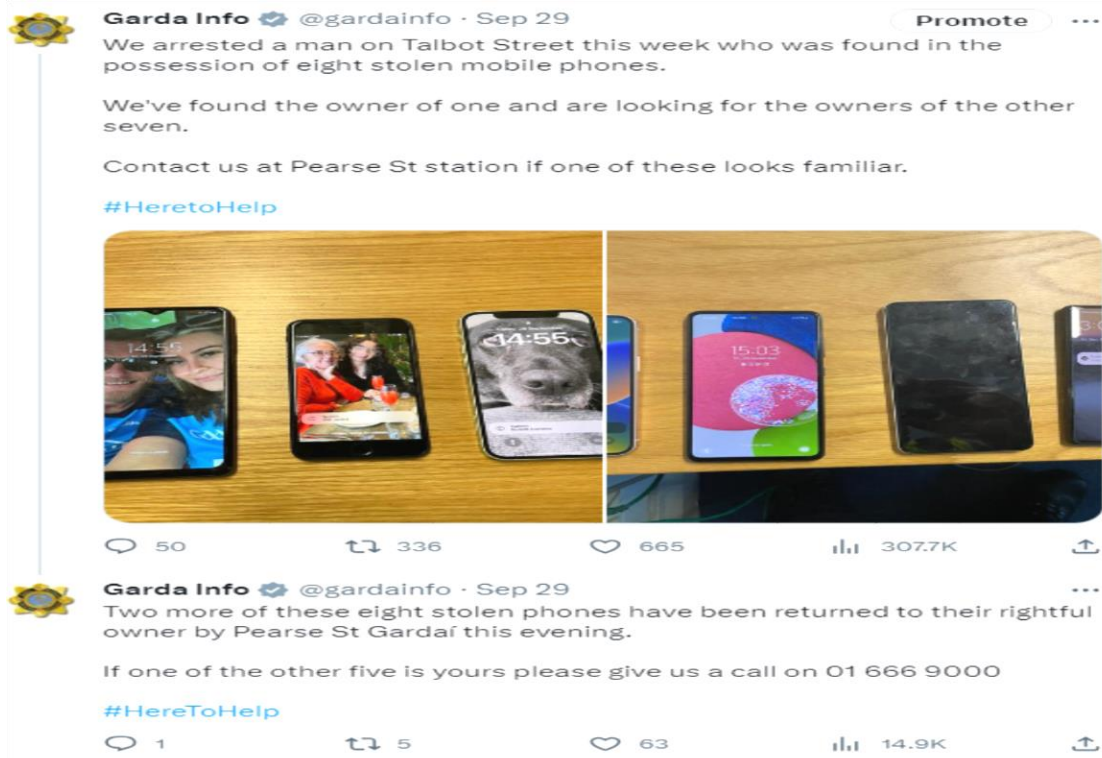 Garda Info @gardainfo · Sep 29
Promote
We arrested a man on Talbot Street this week who was found in the
possession of eight stolen mobile phones.
We've found the owner of one and are looking for the owners of the other
seven.
Contact us at Pearse St station if one of these looks familiar.
#HeretoHelp
14:55
14:55
15:03
50
336
665
307.7K
Garda Info @gardainfo · Sep 29
Two more of these eight stolen phones have been returned to their rightful
owner by Pearse St Gardaí this evening.
If one of the other five is yours please give us a call on 01 666 9000
#HereToHelp
1
5
63
14.9K